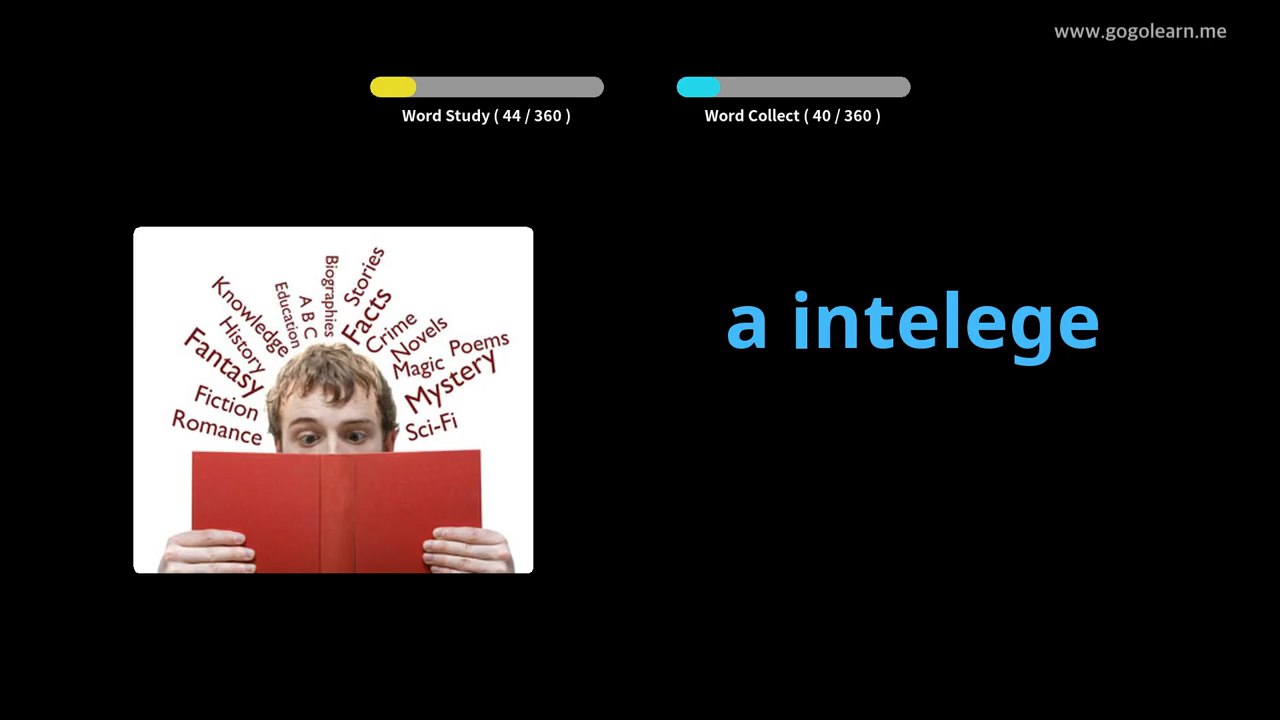 www.gogolearn.me
Word Study ( 44 / 360 )
Word Collect ( 40 / 360 )
a intelege
Biographies
Stories
Education
A B C
Facts
Knowledge
Crime
History
Novels
Fantasy
Magic
Poems
Mystery
Fiction
Romance
Sci-Fi